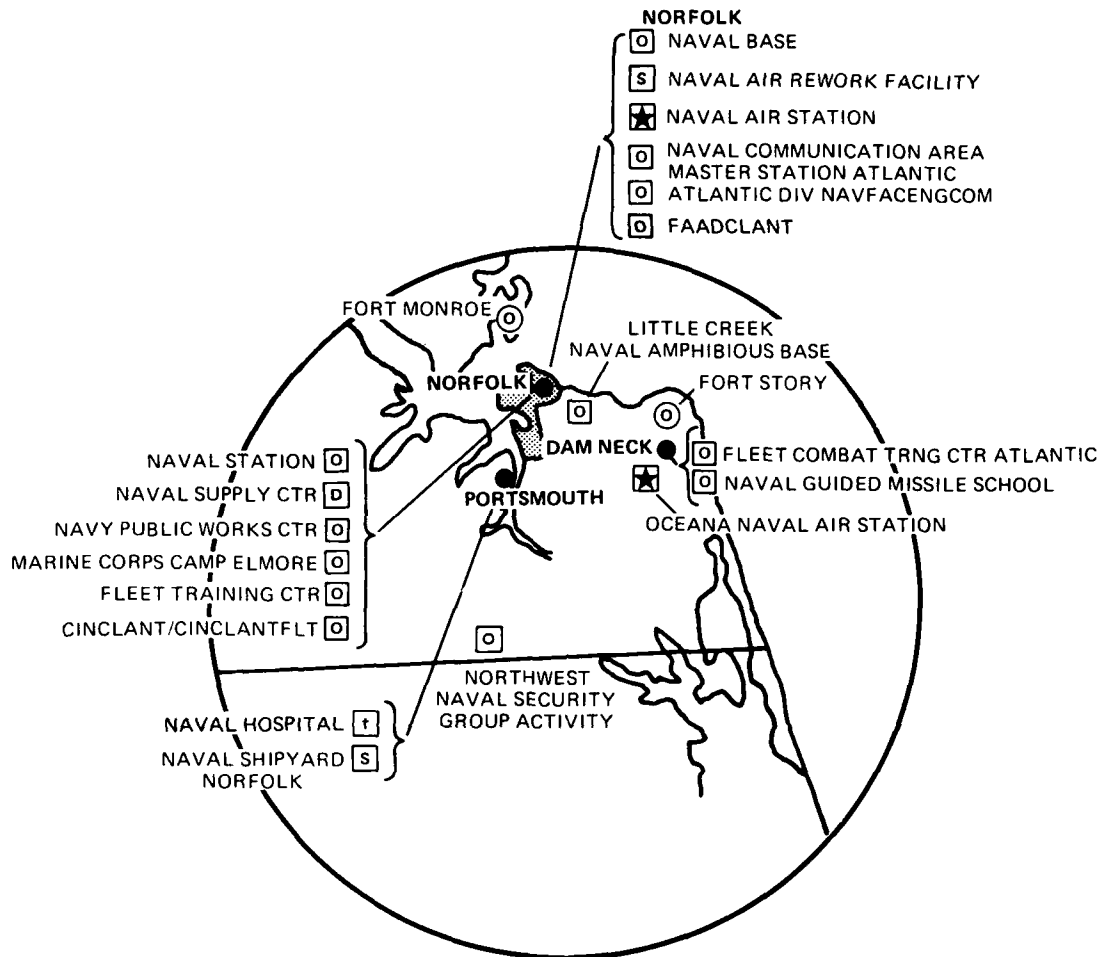 NORFOLK
O NAVAL BASE
S NAVAL AIR REWORK FACILITY
NAVAL AIR STATION
O NAVAL COMMUNICATION AREA
MASTER STATION ATLANTIC
O ATLANTIC DIV NAVFACENGCOM
O FAADCLANT
FORT MONROE
O
LITTLE CREEK
NAVAL AMPHIBIOUS BASE
O
NORFOLK
FORT STORY
O
DAM NECK
O FLEET COMBAT TRNG CTR ATLANTIC
O NAVAL GUIDED MISSILE SCHOOL
OCEANA NAVAL AIR STATION
PORTSMOUTH
NAVAL STATION O
NAVAL SUPPLY CTR D
NAVY PUBLIC WORKS CTR O
MARINE CORPS CAMP ELMORE O
FLEET TRAINING CTR O
CINCLANT/CINCLANTFLT O
O
NORTHWEST
NAVAL SECURITY
GROUP ACTIVITY
NAVAL HOSPITAL †
NAVAL SHIPYARD S
NORFOLK